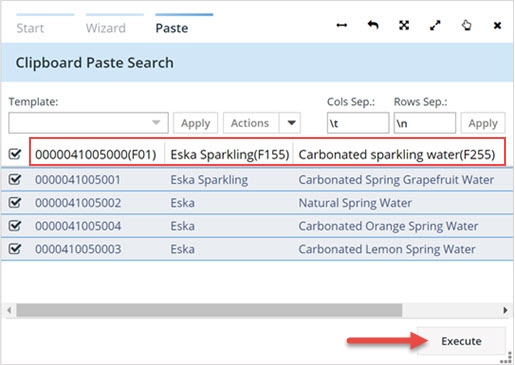 Start Wizard Paste
Clipboard Paste Search
Template: Cols Sep.: Rows Sep.:
Apply Actions \t \n Apply
0000041005000(F01) Eska Sparkling(F155) Carbonated sparkling water(F255)
0000041005001 Eska Sparkling Carbonated Spring Grapefruit Water
0000041005002 Eska Natural Spring Water
0000041005004 Eska Carbonated Orange Spring Water
0000410050003 Eska Carbonated Lemon Spring Water
Execute